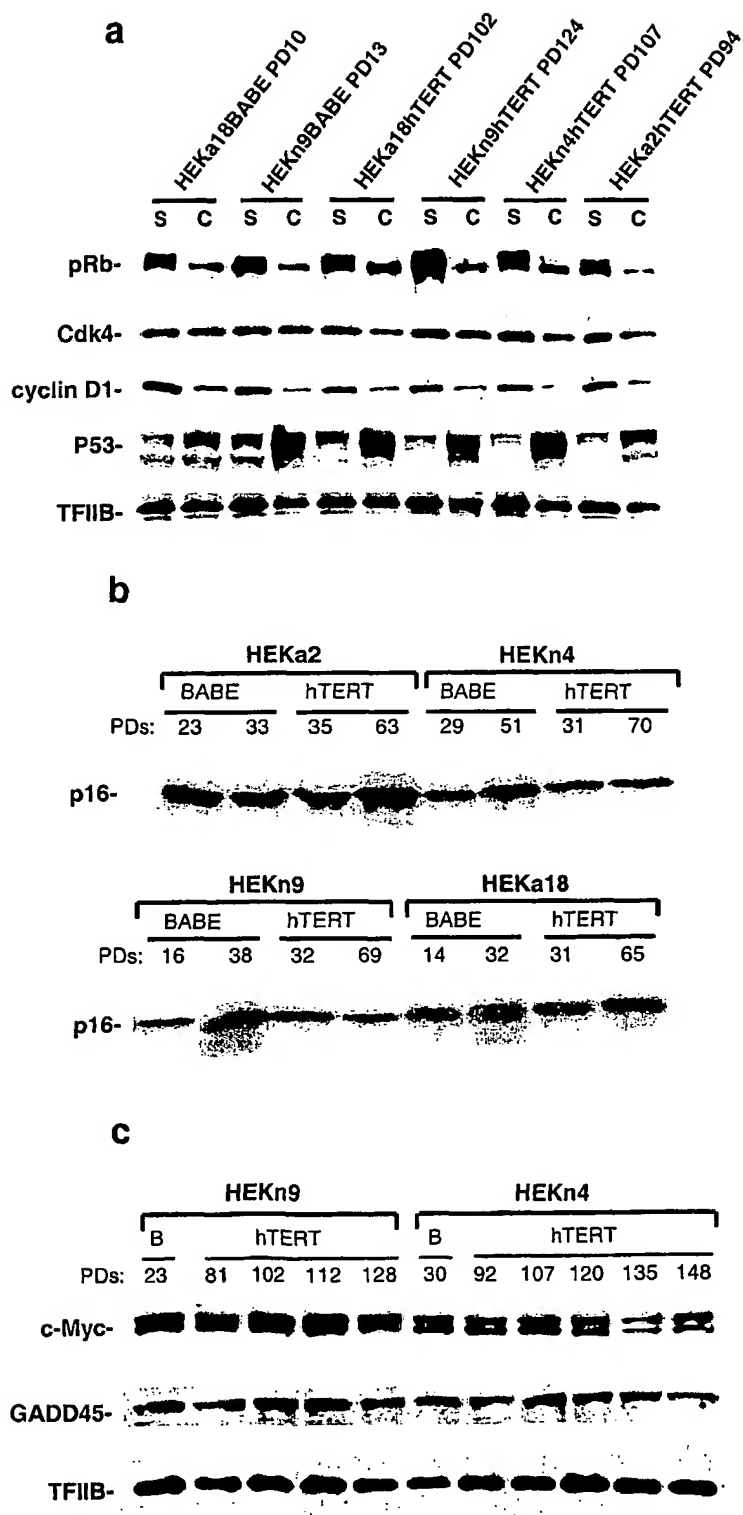 a
HEKa18BABE PD10
HEKn9BABE PD13
HEKa18hTERT PD102
HEKn9hTERT PD124
HEKn4hTERT PD107
HEKa2hTERT PD94
S C S C S C S C S C S C
pRb-
Cdk4-
cyclin D1-
P53-
TFIIB-
b
HEKa2 HEKn4
BABE hTERT BABE hTERT
PDs: 23 33 35 63 29 51 31 70
p16-
HEKn9 HEKa18
BABE hTERT BABE hTERT
PDs: 16 38 32 69 14 32 31 65
p16-
c
HEKn9 HEKn4
B hTERT B hTERT
PDs: 23 81 102 112 128 30 92 107 120 135 148
c-Myc-
GADD45-
TFIIB-